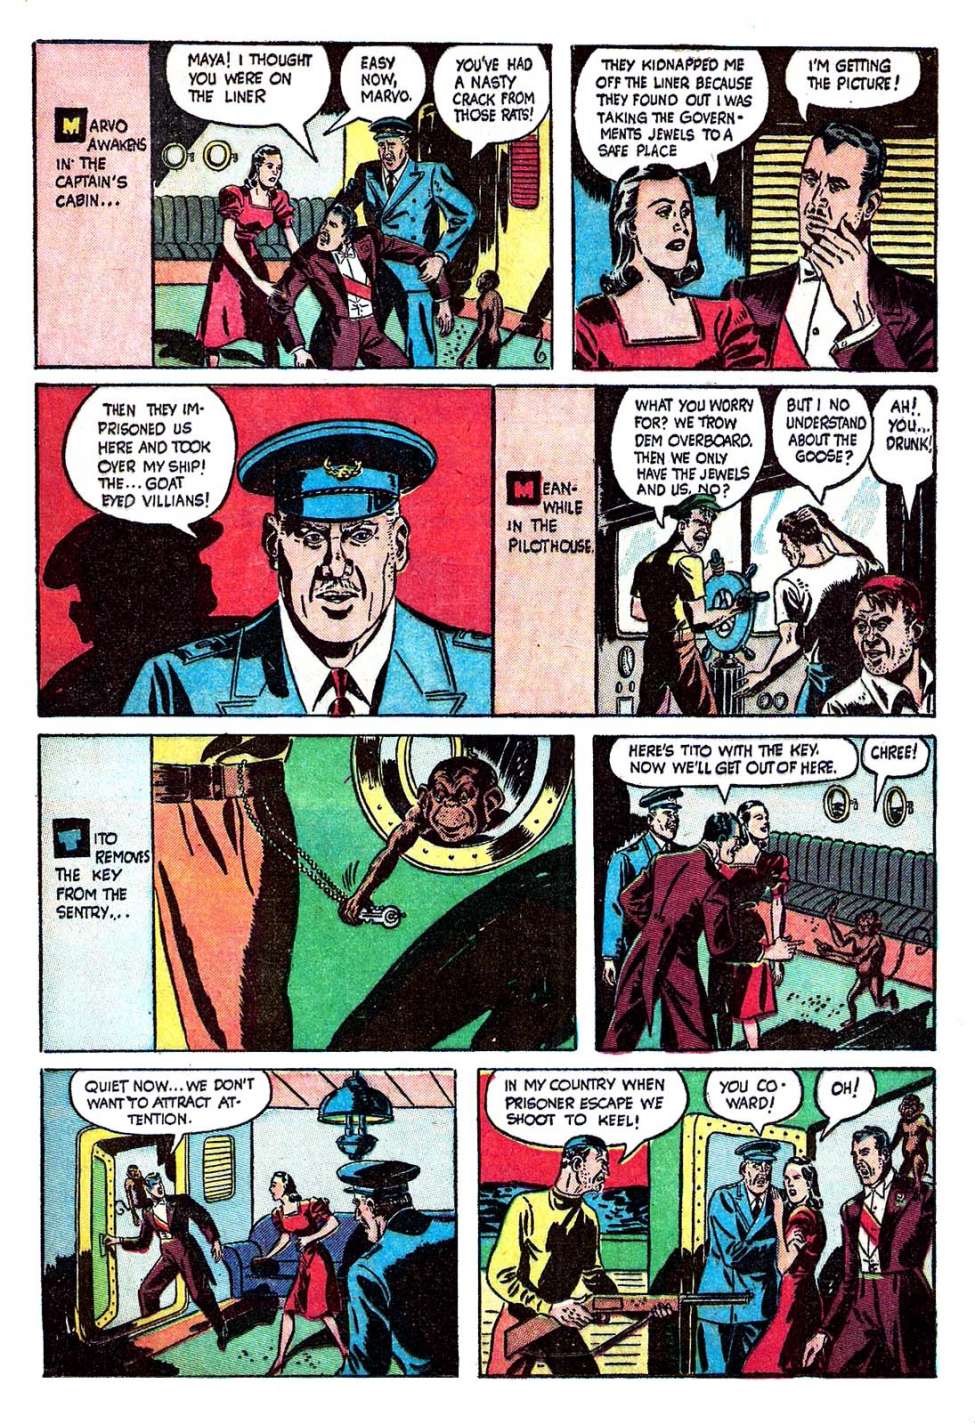 MARVO
AWAKENS
IN THE
CAPTAIN'S
CABIN...
MAYA! I THOUGHT
YOU WERE ON
THE LINER
EASY
NOW,
MARVO.
YOU'VE HAD
A NASTY
CRACK FROM
THOSE RATS!
6
THEY KIDNAPPED ME
OFF THE LINER BECAUSE
THEY FOUND OUT I WAS
TAKING THE GOVERN-
MENTS JEWELS TO A
SAFE PLACE
I'M GETTING
THE PICTURE!
THEN THEY IM-
PRISONED US
HERE AND TOOK
OVER MY SHIP!
THE... GOAT
EYED VILLIANS!
MEAN-
WHILE
IN THE
PILOTHOUSE.
WHAT YOU WORRY
FOR? WE TROW
DEM OVERBOARD.
THEN WE ONLY
HAVE THE JEWELS
AND US, NO?
BUT I NO
UNDERSTAND
ABOUT THE
GOOSE?
AH!
YOU...
DRUNK!
TITO
REMOVES
THE KEY
FROM THE
SENTRY...
HERE'S TITO WITH THE KEY.
NOW WE'LL GET OUT OF HERE.
CHREE!
QUIET NOW... WE DON'T
WANT TO ATTRACT AT-
TENTION.
IN MY COUNTRY WHEN
PRISONER ESCAPE WE
SHOOT TO KEEL!
YOU CO-
WARD!
OH!